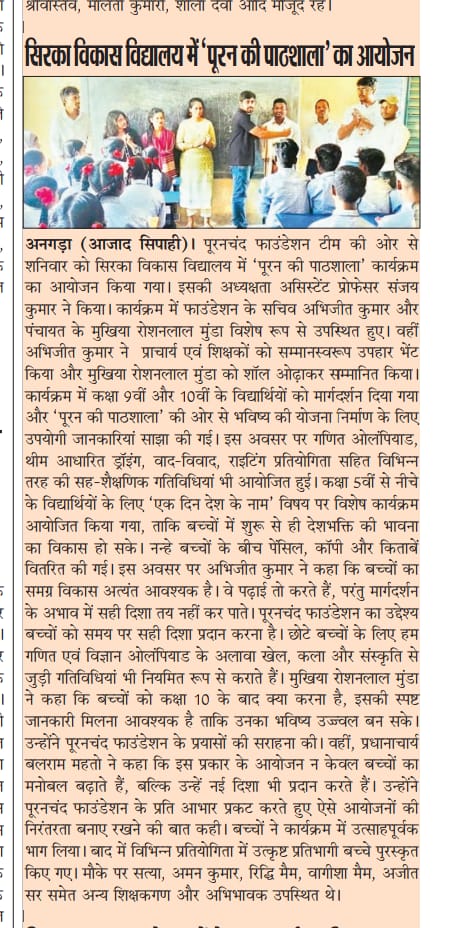 श्रीवास्तव, मालती कुमारी, शीला देवी आदि मौजूद रहे।
सिरका विकास विद्यालय में 'पूरन की पाठशाला' का आयोजन
अनगड़ा (आजाद सिपाही)। पूरनचंद फाउंडेशन टीम की ओर से
शनिवार को सिरका विकास विद्यालय में 'पूरन की पाठशाला' कार्यक्रम
का आयोजन किया गया। इसकी अध्यक्षता असिस्टेंट प्रोफेसर संजय
कुमार ने किया। कार्यक्रम में फाउंडेशन के सचिव अभिजीत कुमार और
पंचायत के मुखिया रोशनलाल मुंडा विशेष रूप से उपस्थित हुए। वहीं
अभिजीत कुमार ने प्राचार्य एवं शिक्षकों को सम्मानस्वरूप उपहार भेंट
किया और मुखिया रोशनलाल मुंडा को शॉल ओढ़ाकर सम्मानित किया।
कार्यक्रम में कक्षा 9वीं और 10वीं के विद्यार्थियों को मार्गदर्शन दिया गया
और 'पूरन की पाठशाला' की ओर से भविष्य की योजना निर्माण के लिए
उपयोगी जानकारियां साझा की गई। इस अवसर पर गणित ओलंपियाड,
थीम आधारित ड्रॉइंग, वाद-विवाद, राइटिंग प्रतियोगिता सहित विभिन्न
तरह की सह-शैक्षणिक गतिविधियां भी आयोजित हुई। कक्षा 5वीं से नीचे
के विद्यार्थियों के लिए 'एक दिन देश के नाम' विषय पर विशेष कार्यक्रम
आयोजित किया गया, ताकि बच्चों में शुरू से ही देशभक्ति की भावना
का विकास हो सके। नन्हे बच्चों के बीच पेंसिल, कॉपी और किताबें
वितरित की गई। इस अवसर पर अभिजीत कुमार ने कहा कि बच्चों का
समग्र विकास अत्यंत आवश्यक है। वे पढ़ाई तो करते हैं, परंतु मार्गदर्शन
के अभाव में सही दिशा तय नहीं कर पाते। पूरनचंद फाउंडेशन का उद्देश्य
बच्चों को समय पर सही दिशा प्रदान करना है। छोटे बच्चों के लिए हम
गणित एवं विज्ञान ओलंपियाड के अलावा खेल, कला और संस्कृति से
जुड़ी गतिविधियां भी नियमित रूप से कराते हैं। मुखिया रोशनलाल मुंडा
ने कहा कि बच्चों को कक्षा 10 के बाद क्या करना है, इसकी स्पष्ट
जानकारी मिलना आवश्यक है ताकि उनका भविष्य उज्ज्वल बन सके।
उन्होंने पूरनचंद फाउंडेशन के प्रयासों की सराहना की। वहीं, प्रधानाचार्य
बलराम महतो ने कहा कि इस प्रकार के आयोजन न केवल बच्चों का
मनोबल बढ़ाते हैं, बल्कि उन्हें नई दिशा भी प्रदान करते हैं। उन्होंने
पूरनचंद फाउंडेशन के प्रति आभार प्रकट करते हुए ऐसे आयोजनों की
निरंतरता बनाए रखने की बात कही। बच्चों ने कार्यक्रम में उत्साहपूर्वक
भाग लिया। बाद में विभिन्न प्रतियोगिता में उत्कृष्ट प्रतिभागी बच्चे पुरस्कृत
किए गए। मौके पर सत्या, अमन कुमार, रिद्धि मैम, वागीशा मैम, अजीत
सर समेत अन्य शिक्षकगण और अभिभावक उपस्थित थे।